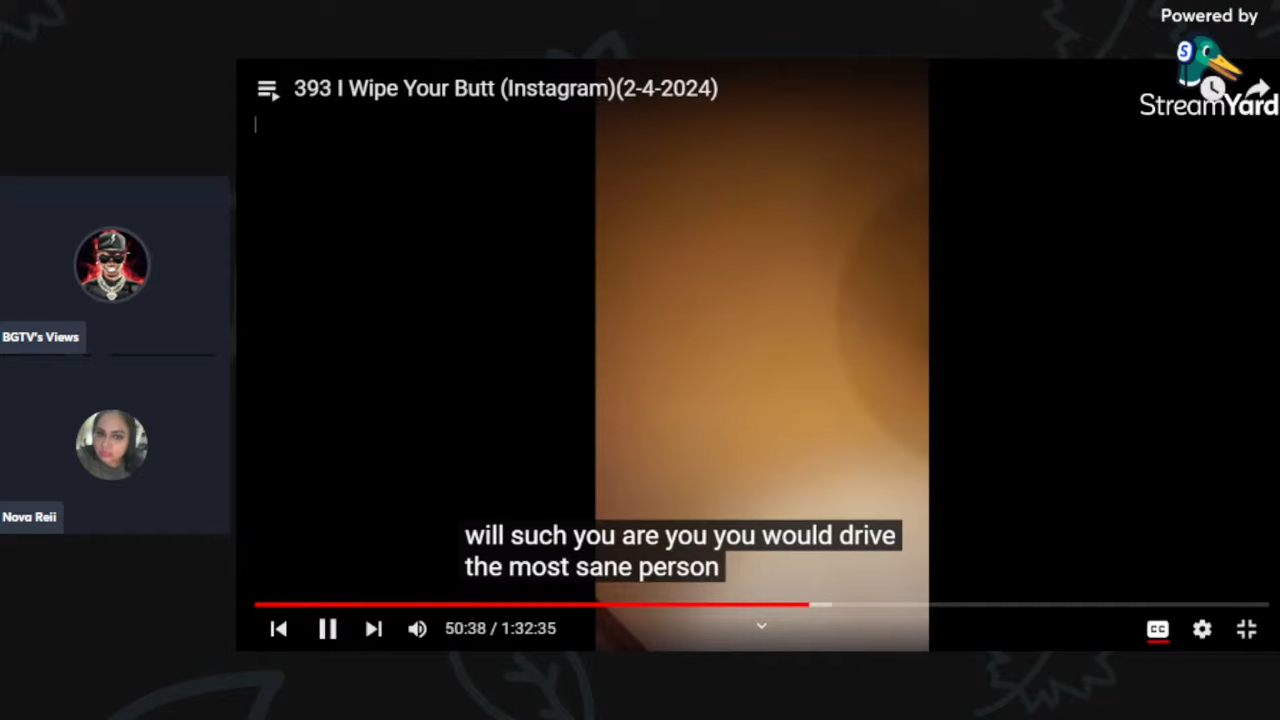 Powered by
StreamYard
393 I Wipe Your Butt (Instagram)(2-4-2024)
BGTV's Views
Nova Reii
will such you are you you would drive
the most sane person
50:38 / 1:32:35
CC